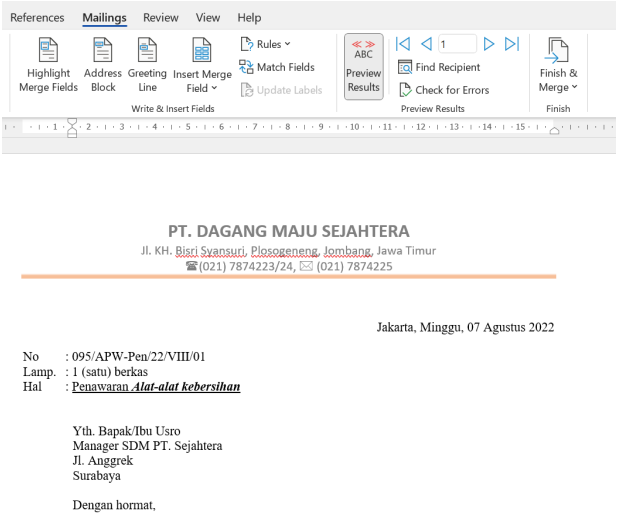 References Mailings Review View Help
Highlight Merge Fields
Address Block
Greeting Line
Insert Merge Field
Rules
Match Fields
Update Labels
Write & Insert Fields
ABC
Preview Results
1
Find Recipient
Check for Errors
Preview Results
Finish & Merge
Finish
1 2 3 4 5 6 7 8 9 10 11 12 13 14 15
PT. DAGANG MAJU SEJAHTERA
Jl. KH. Bisri Syansuri, Plosogeneng, Jombang, Jawa Timur
☎(021) 7874223/24, ✉ (021) 7874225
Jakarta, Minggu, 07 Agustus 2022
No : 095/APW-Pen/22/VIII/01
Lamp. : 1 (satu) berkas
Hal : Penawaran Alat-alat kebersihan
Yth. Bapak/Ibu Usro
Manager SDM PT. Sejahtera
Jl. Anggrek
Surabaya
Dengan hormat,